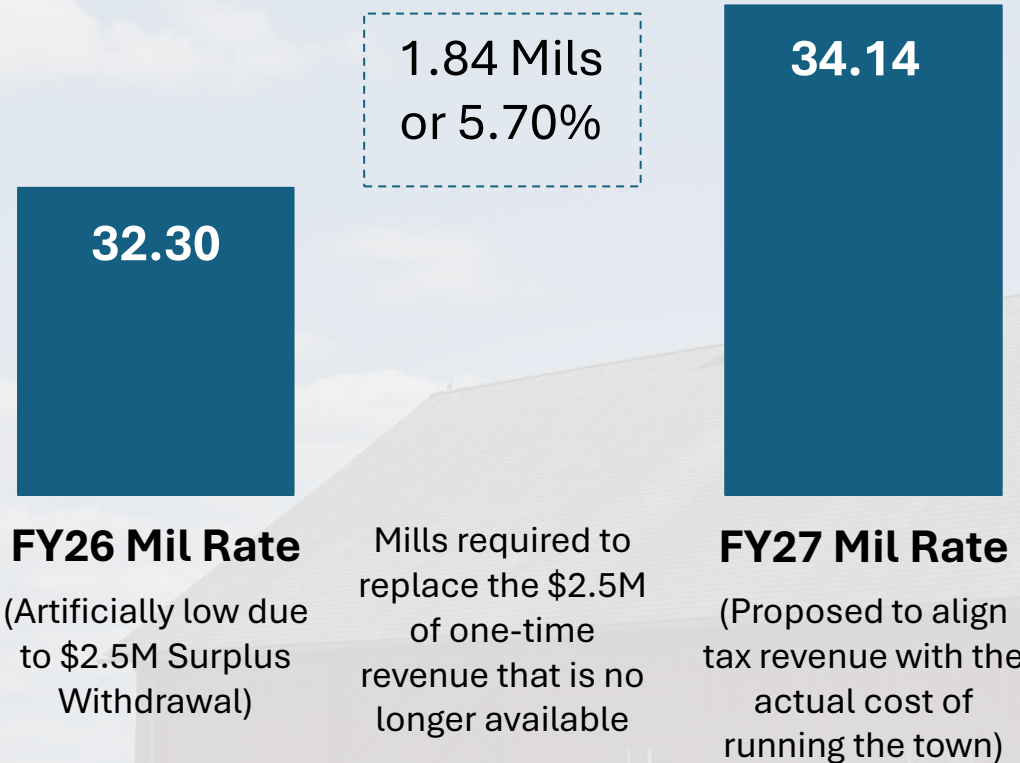 32.30
FY26 Mil Rate
(Artificially low due
to $2.5M Surplus
Withdrawal)
1.84 Mils
or 5.70%
Mills required to
replace the $2.5M
of one-time
revenue that is no
longer available
34.14
FY27 Mil Rate
(Proposed to align
tax revenue with the
actual cost of
running the town)